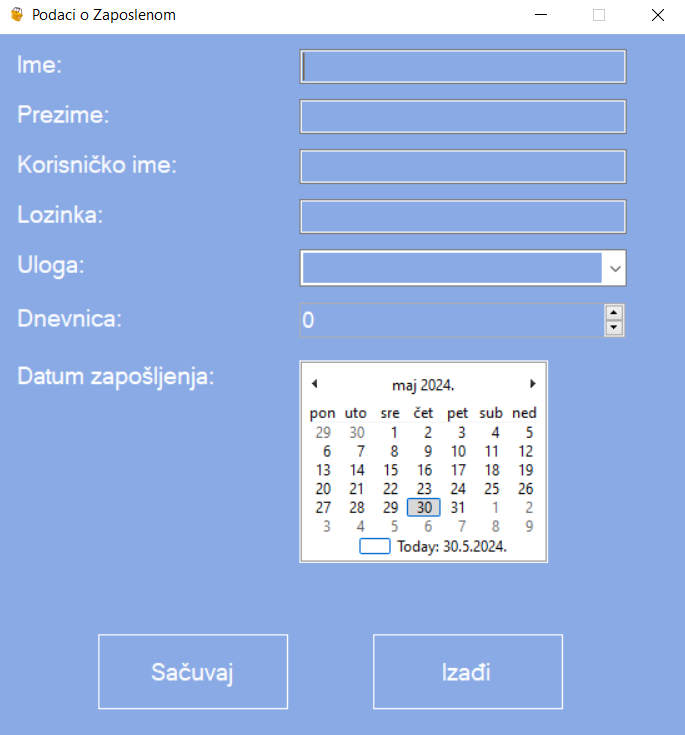 Podaci o Zaposlenom
Ime:
Prezime:
Korisničko ime:
Lozinka:
Uloga:
Dnevnica:
0
Datum zapošljenja:
maj 2024.
pon uto sre čet pet sub ned
29 30 1 2 3 4 5
6 7 8 9 10 11 12
13 14 15 16 17 18 19
20 21 22 23 24 25 26
27 28 29 30 31 1 2
3 4 5 6 7 8 9
Today: 30.5.2024.
Sačuvaj
Izađi